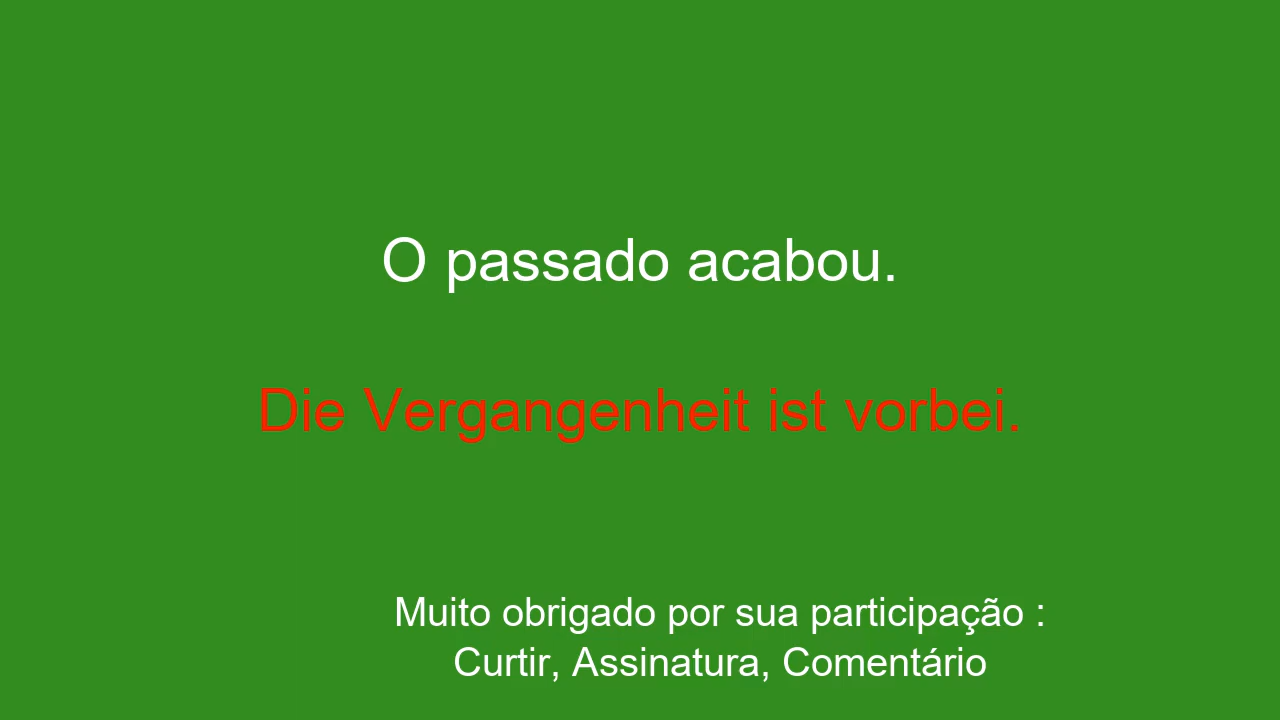 O passado acabou.
Die Vergangenheit ist vorbei.
Muito obrigado por sua participação :
Curtir, Assinatura, Comentário